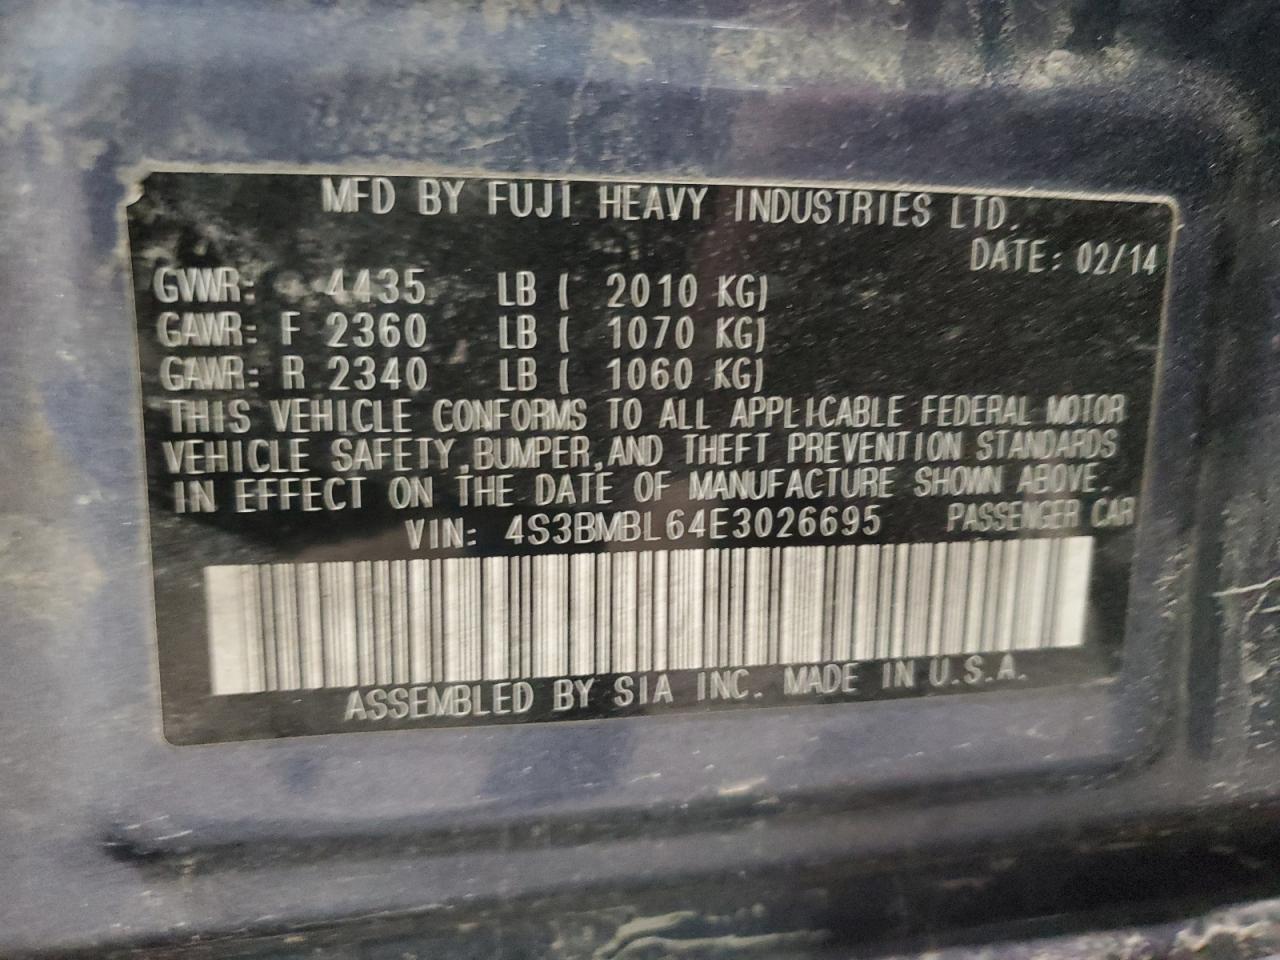 MFD BY FUJI HEAVY INDUSTRIES LTD.
DATE: 02/14
GVWR: 4435 LB ( 2010 KG)
GAWR: F 2360 LB ( 1070 KG)
GAWR: R 2340 LB ( 1060 KG)
THIS VEHICLE CONFORMS TO ALL APPLICABLE FEDERAL MOTOR
VEHICLE SAFETY,BUMPER,AND THEFT PREVENTION STANDARDS
IN EFFECT ON THE DATE OF MANUFACTURE SHOWN ABOVE.
VIN: 4S3BMBL64E3026695 PASSENGER CAR
ASSEMBLED BY SIA INC. MADE IN U.S.A.